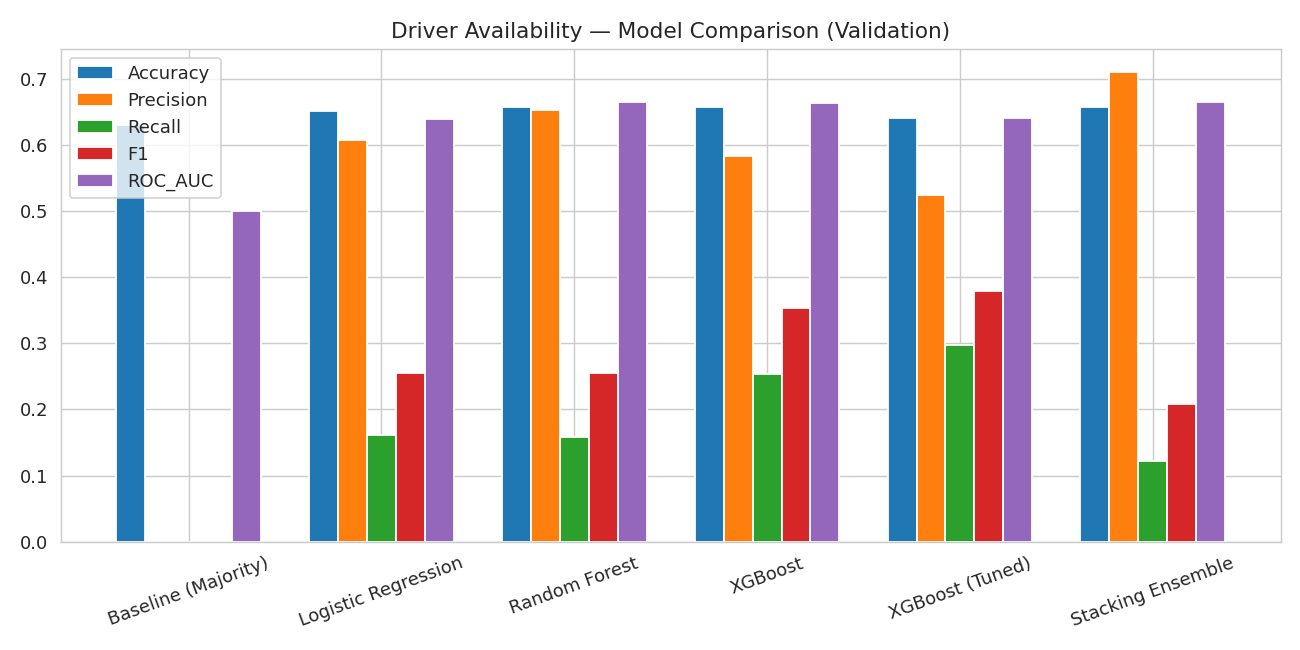 Driver Availability — Model Comparison (Validation)
Accuracy
Precision
Recall
F1
ROC_AUC
0.7
0.6
0.5
0.4
0.3
0.2
0.1
0.0
Baseline (Majority)
Logistic Regression
Random Forest
XGBoost
XGBoost (Tuned)
Stacking Ensemble